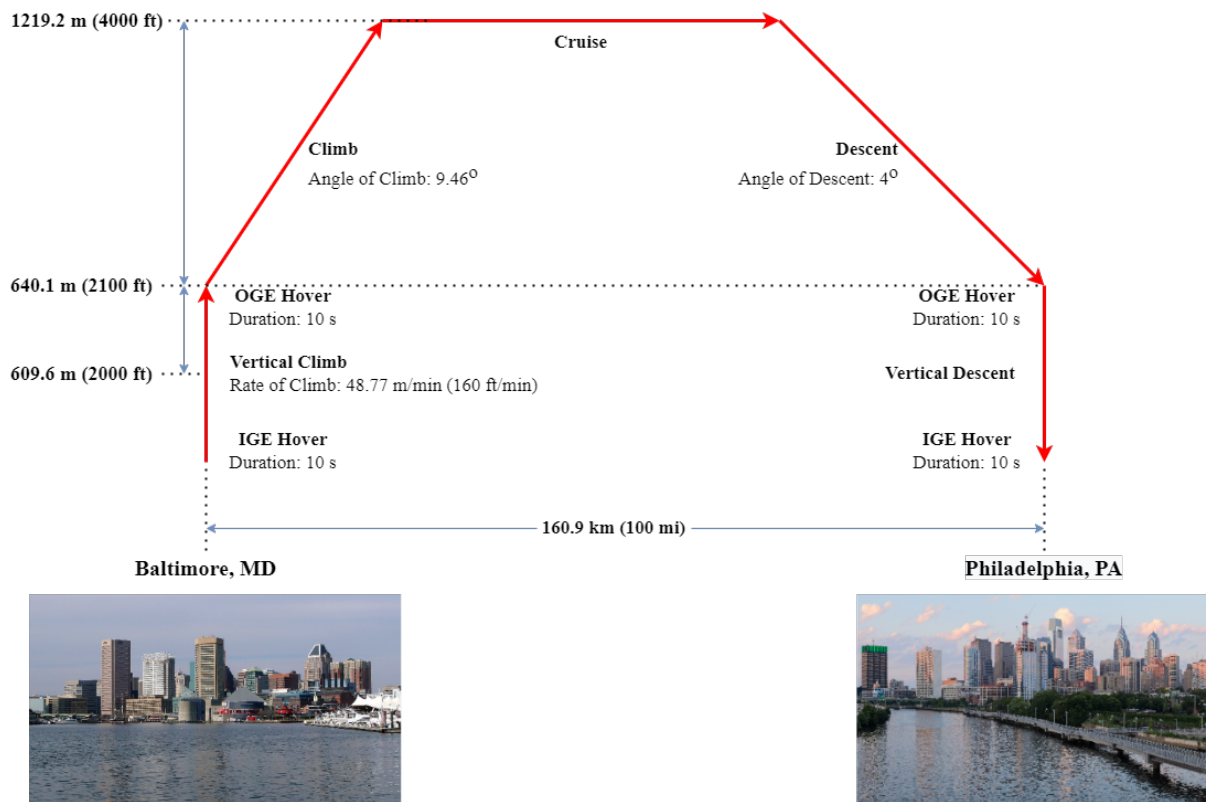 1219.2 m (4000 ft)
Cruise
Climb
Angle of Climb: 9.46º
Descent
Angle of Descent: 4º
640.1 m (2100 ft)
OGE Hover
Duration: 10 s
OGE Hover
Duration: 10 s
609.6 m (2000 ft)
Vertical Climb
Rate of Climb: 48.77 m/min (160 ft/min)
Vertical Descent
IGE Hover
Duration: 10 s
IGE Hover
Duration: 10 s
160.9 km (100 mi)
Baltimore, MD
Philadelphia, PA